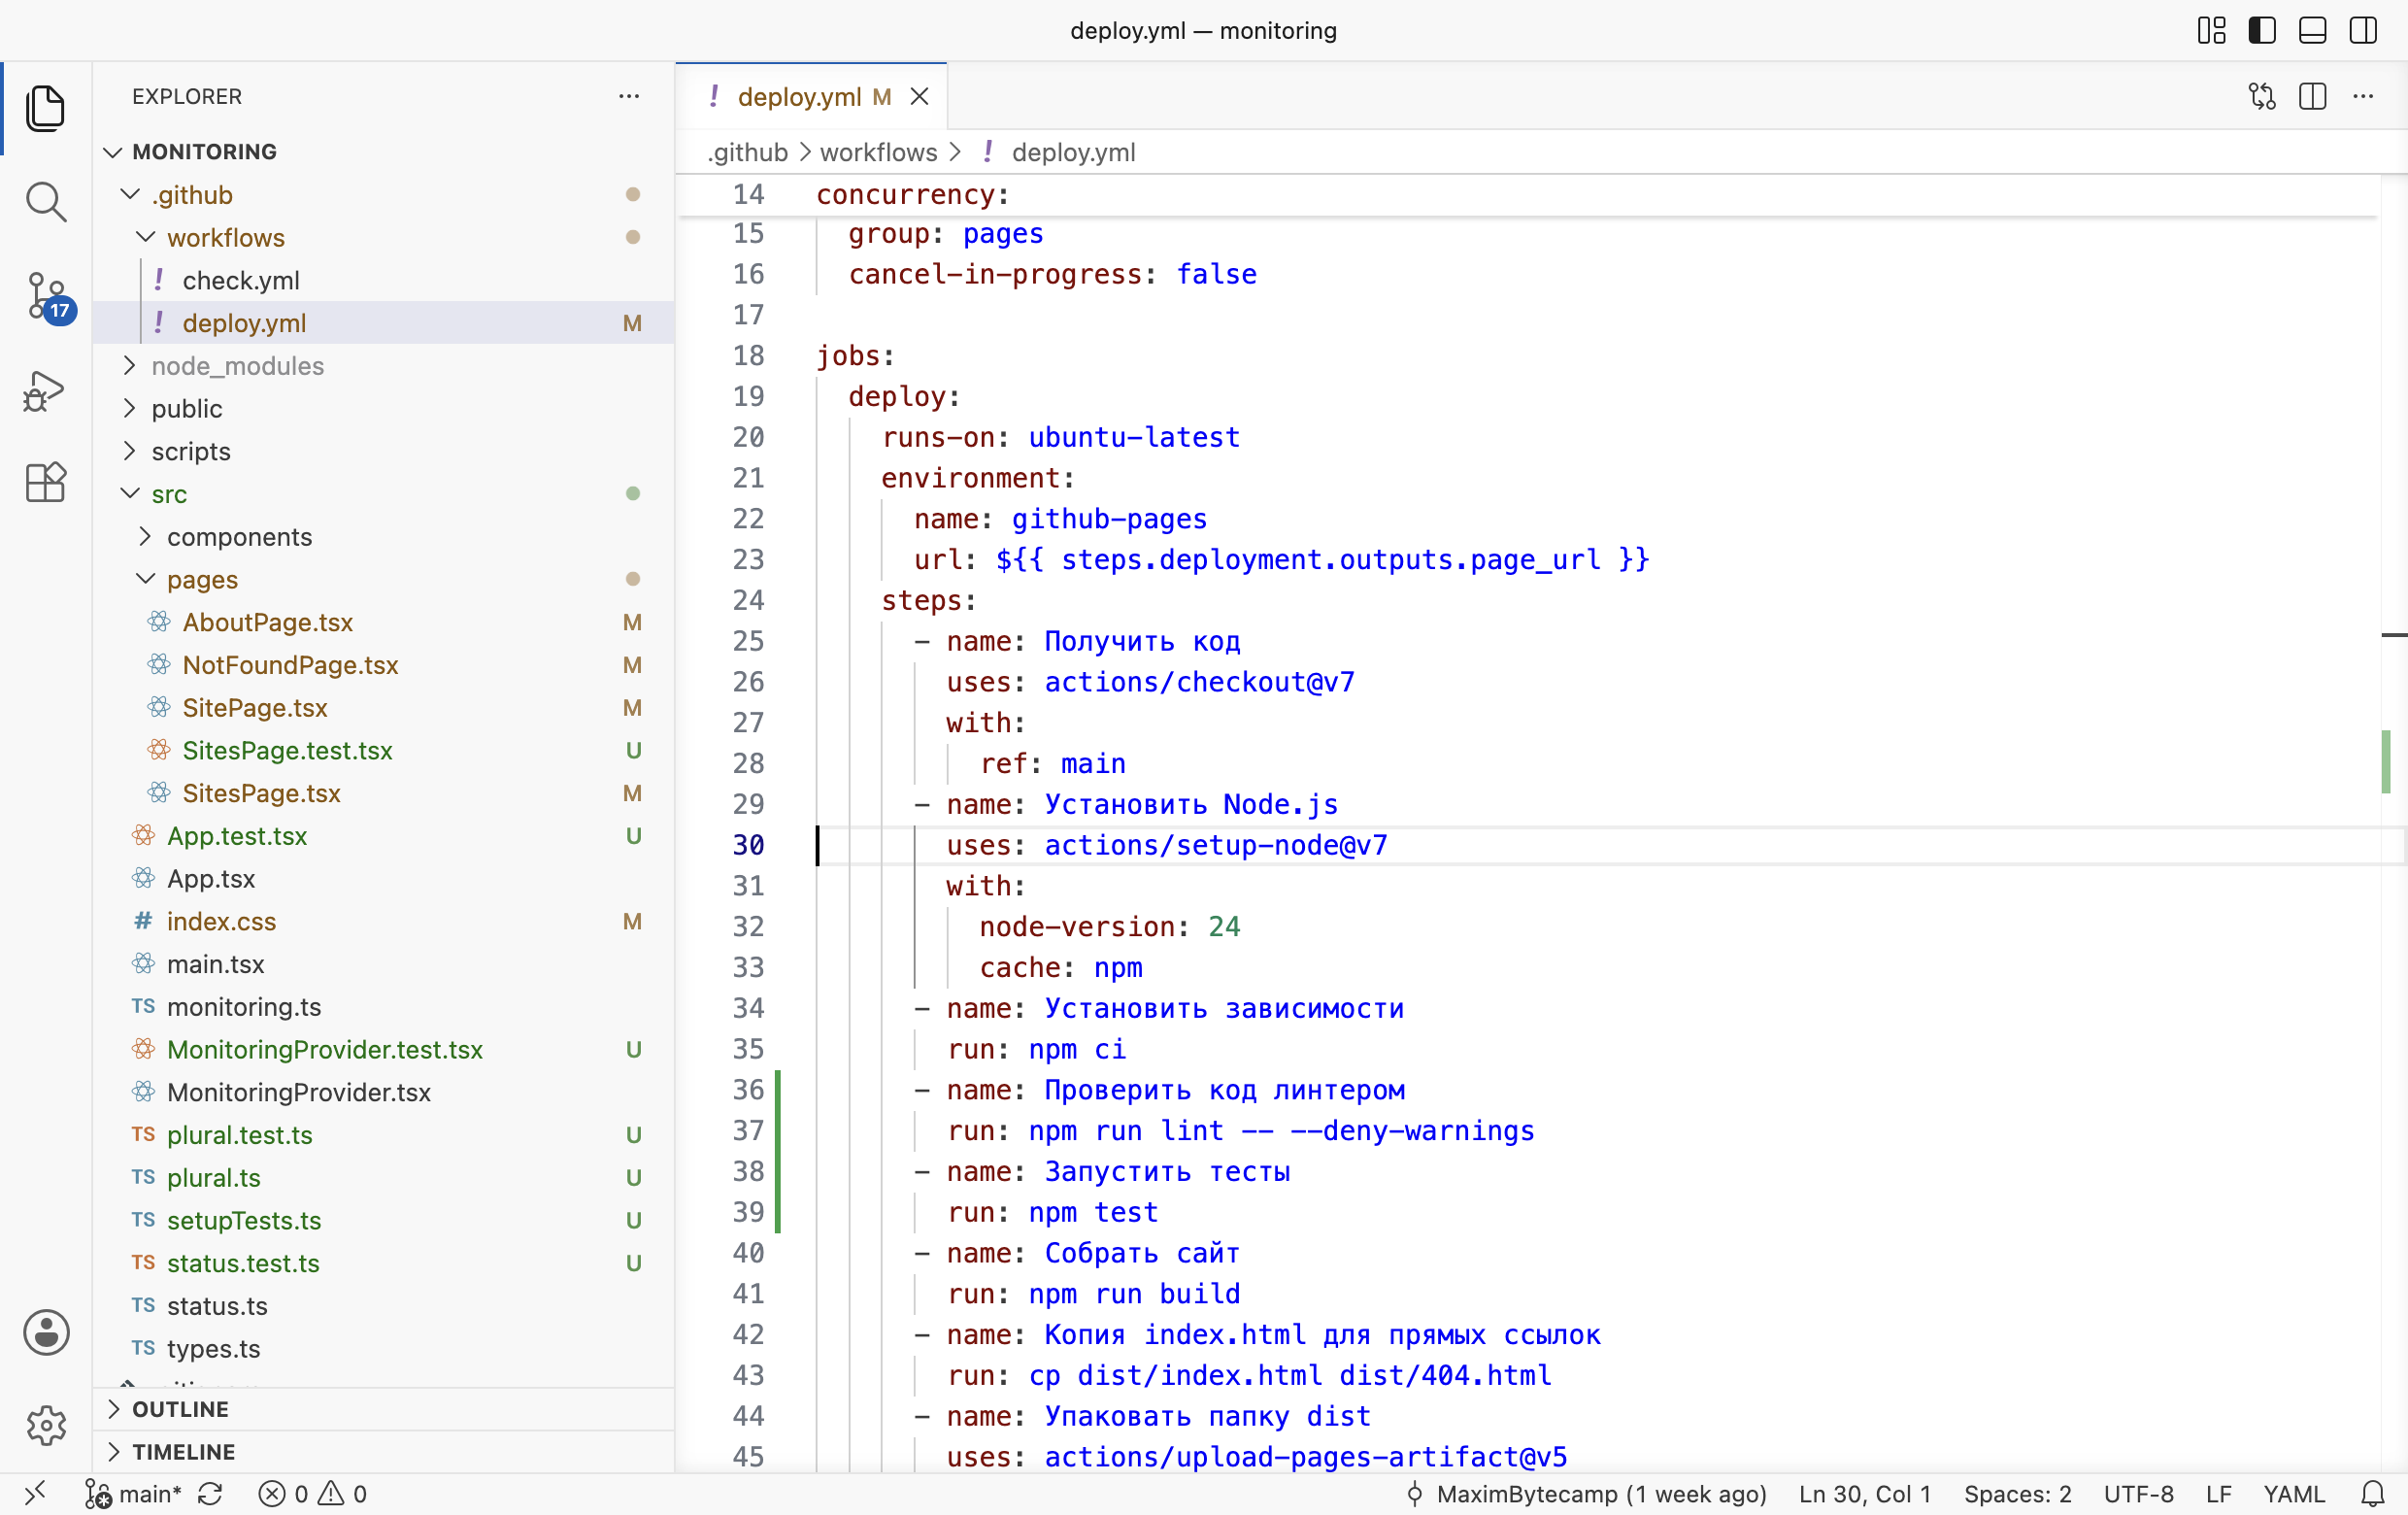 deploy.yml — monitoring
EXPLORER
MONITORING
.github
workflows
! check.yml
! deploy.yml M
node_modules
public
scripts
src
components
pages
AboutPage.tsx M
NotFoundPage.tsx M
SitePage.tsx M
SitesPage.test.tsx U
SitesPage.tsx M
App.test.tsx U
App.tsx
# index.css M
main.tsx
TS monitoring.ts
MonitoringProvider.test.tsx U
MonitoringProvider.tsx
TS plural.test.ts U
TS plural.ts U
TS setupTests.ts U
TS status.test.ts U
TS status.ts
TS types.ts
OUTLINE
TIMELINE
17
! deploy.yml M
.github > workflows > ! deploy.yml
14 concurrency:
15 group: pages
16 cancel-in-progress: false
17
18 jobs:
19 deploy:
20 runs-on: ubuntu-latest
21 environment:
22 name: github-pages
23 url: ${{ steps.deployment.outputs.page_url }}
24 steps:
25 - name: Получить код
26 uses: actions/checkout@v7
27 with:
28 ref: main
29 - name: Установить Node.js
30 uses: actions/setup-node@v7
31 with:
32 node-version: 24
33 cache: npm
34 - name: Установить зависимости
35 run: npm ci
36 - name: Проверить код линтером
37 run: npm run lint -- --deny-warnings
38 - name: Запустить тесты
39 run: npm test
40 - name: Собрать сайт
41 run: npm run build
42 - name: Копия index.html для прямых ссылок
43 run: cp dist/index.html dist/404.html
44 - name: Упаковать папку dist
45 uses: actions/upload-pages-artifact@v5
main* 0 0 MaximBytecamp (1 week ago) Ln 30, Col 1 Spaces: 2 UTF-8 LF YAML